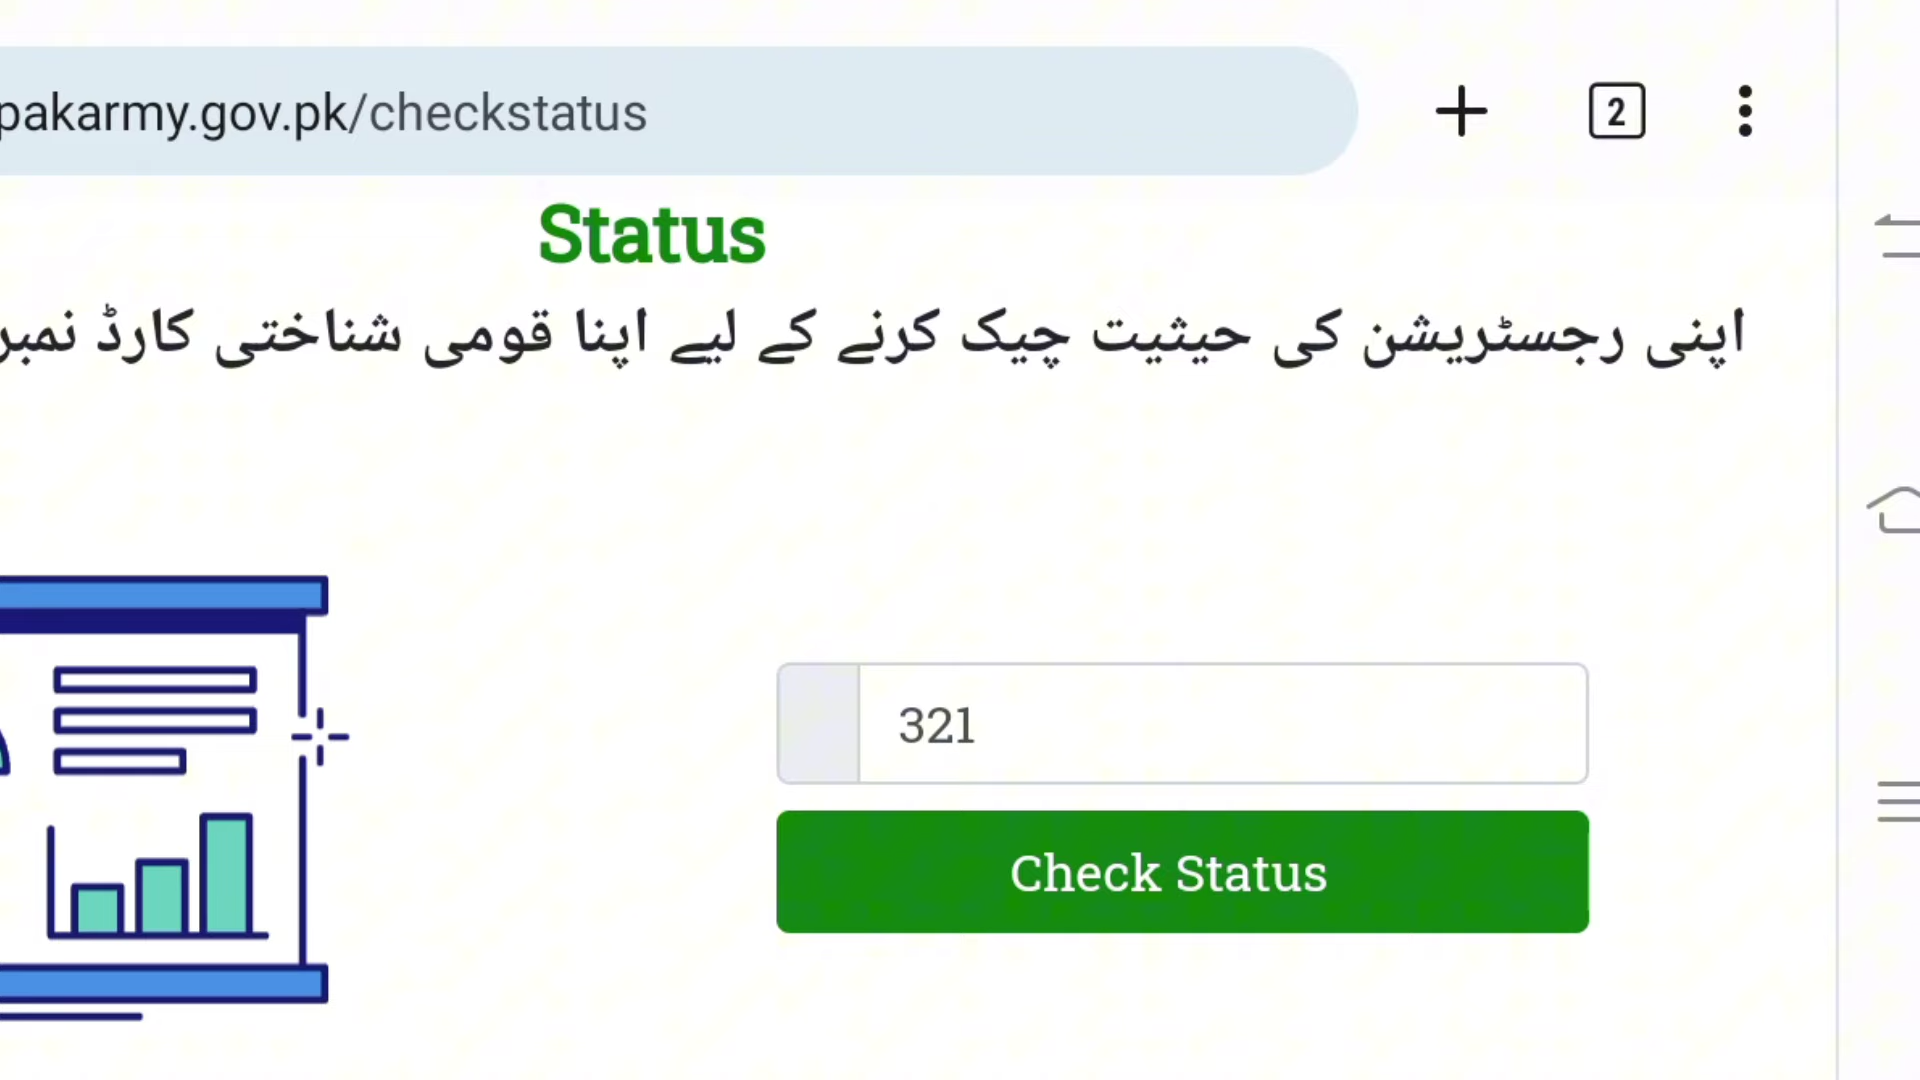 pakarmy.gov.pk/checkstatus
2
Status
اپنی رجسٹریشن کی حیثیت چیک کرنے کے لیے اپنا قومی شناختی کارڈ نمبر
321
Check Status